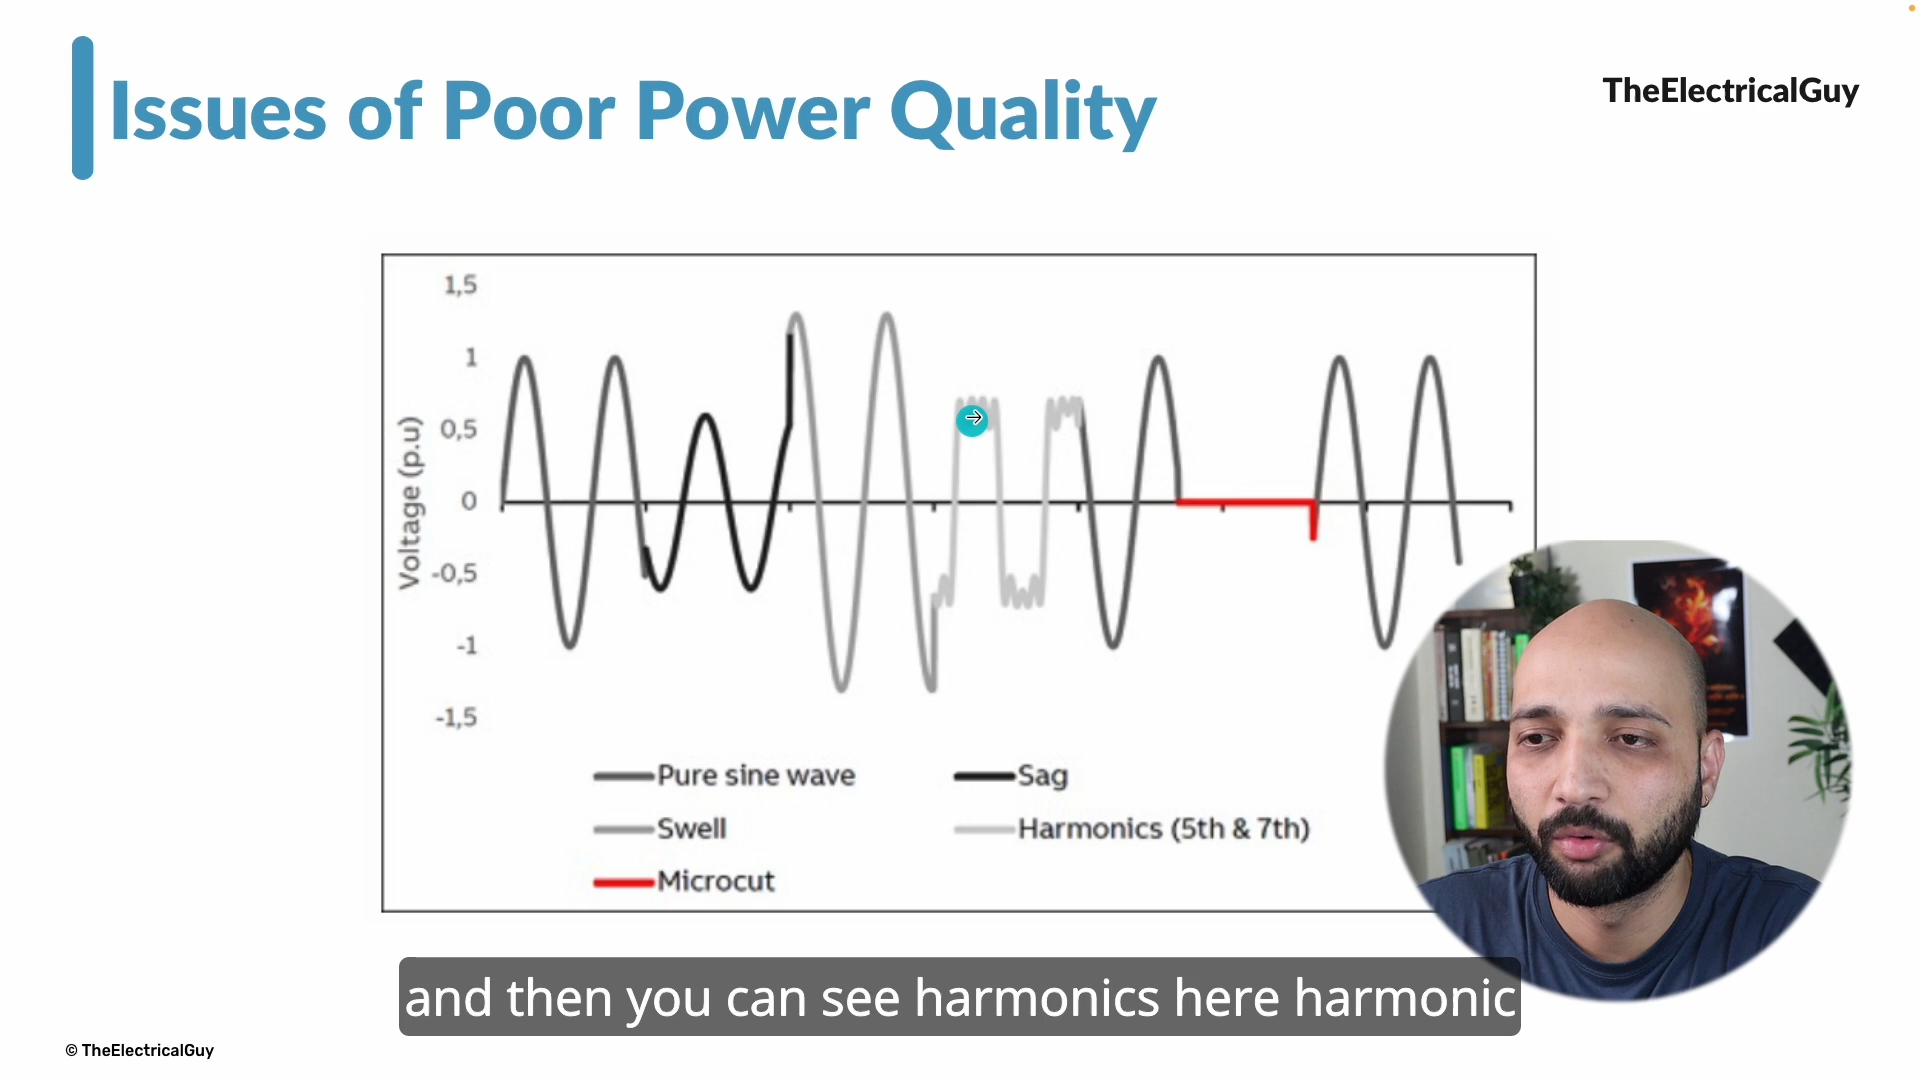 Issues of Poor Power Quality
TheElectricalGuy
1,5
1
0,5
0
-0,5
-1
-1,5
Voltage (p.u)
Pure sine wave
Sag
Swell
Harmonics (5th & 7th)
Microcut
and then you can see harmonics here harmonic
© TheElectricalGuy